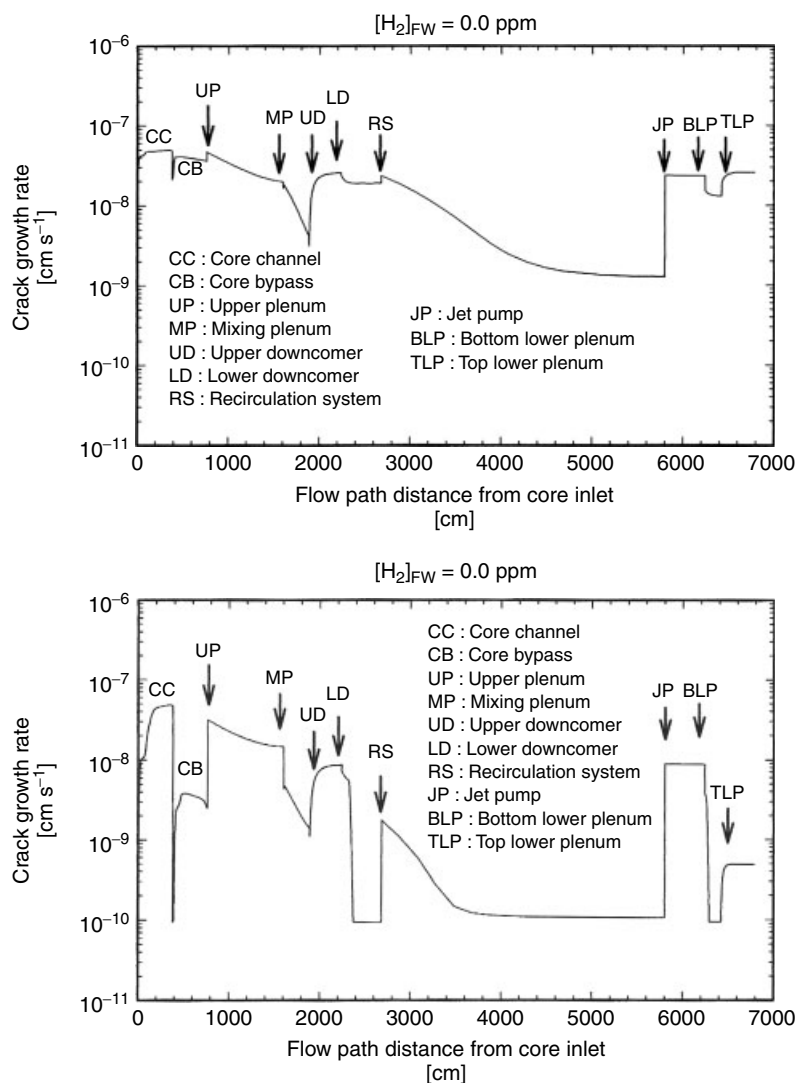 [H2]FW = 0.0 ppm
10–6
10–7
10–8
10–9
10–10
10–11
Crack growth rate
[cm s–1]
CC
CB
UP
MP
UD
LD
RS
JP
BLP
TLP
CC : Core channel
CB : Core bypass
UP : Upper plenum
MP : Mixing plenum
UD : Upper downcomer
LD : Lower downcomer
RS : Recirculation system
JP : Jet pump
BLP : Bottom lower plenum
TLP : Top lower plenum
0 1000 2000 3000 4000 5000 6000 7000
Flow path distance from core inlet
[cm]
[H2]FW = 0.0 ppm
10–6
10–7
10–8
10–9
10–10
10–11
Crack growth rate
[cm s–1]
CC
CB
UP
MP
UD
LD
RS
JP
BLP
TLP
CC : Core channel
CB : Core bypass
UP : Upper plenum
MP : Mixing plenum
UD : Upper downcomer
LD : Lower downcomer
RS : Recirculation system
JP : Jet pump
BLP : Bottom lower plenum
TLP : Top lower plenum
0 1000 2000 3000 4000 5000 6000 7000
Flow path distance from core inlet
[cm]